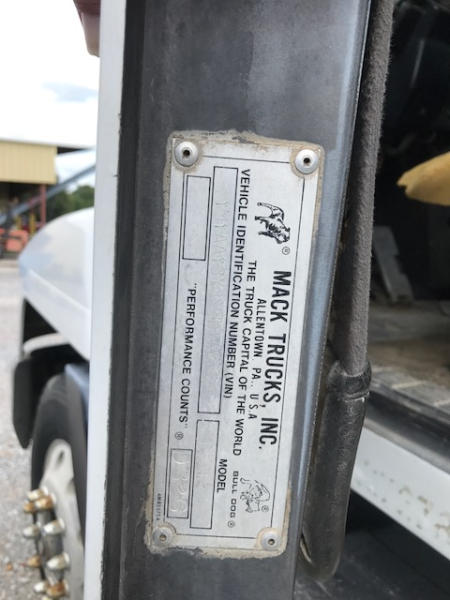 MACK TRUCKS, INC.
ALLENTOWN, PA., U.S.A
THE TRUCK CAPITAL OF THE WORLD
VEHICLE IDENTIFICATION NUMBER (VIN)
MODEL
BULL DOG ®
"PERFORMANCE COUNTS" ®